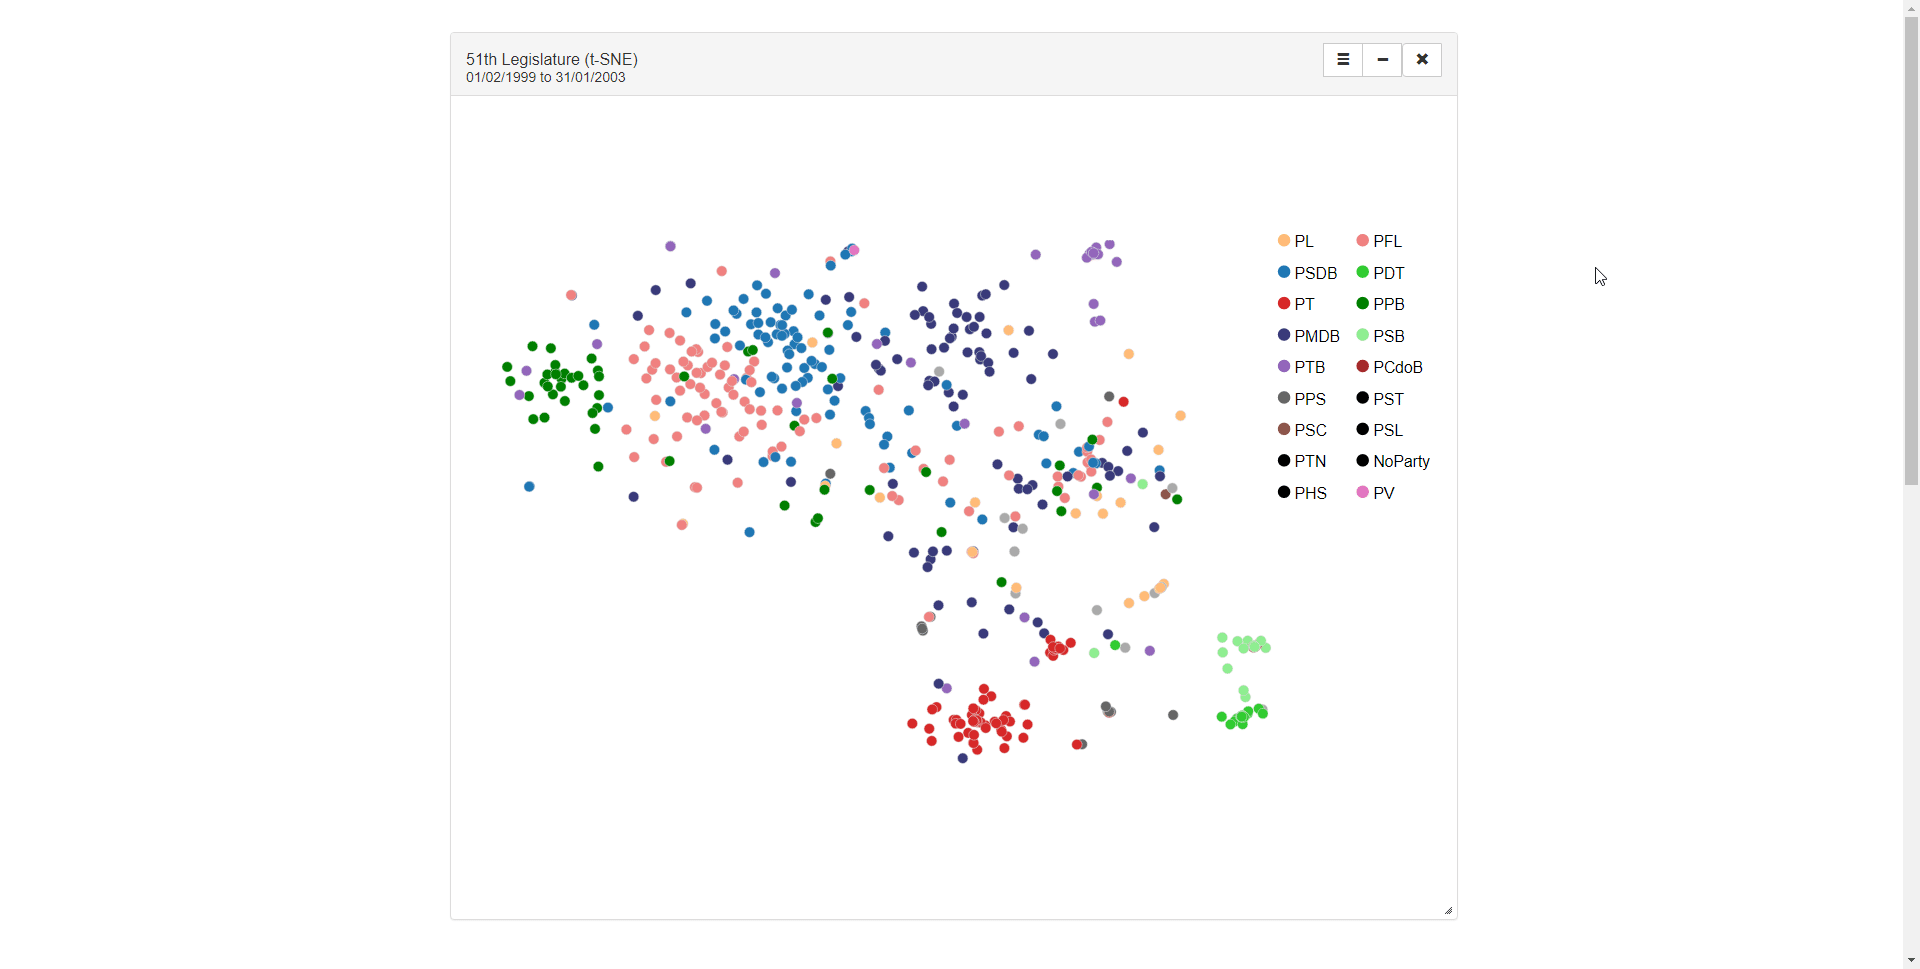 51th Legislature (t-SNE)
01/02/1999 to 31/01/2003
PL PFL
PSDB PDT
PT PPB
PMDB PSB
PTB PCdoB
PPS PST
PSC PSL
PTN NoParty
PHS PV